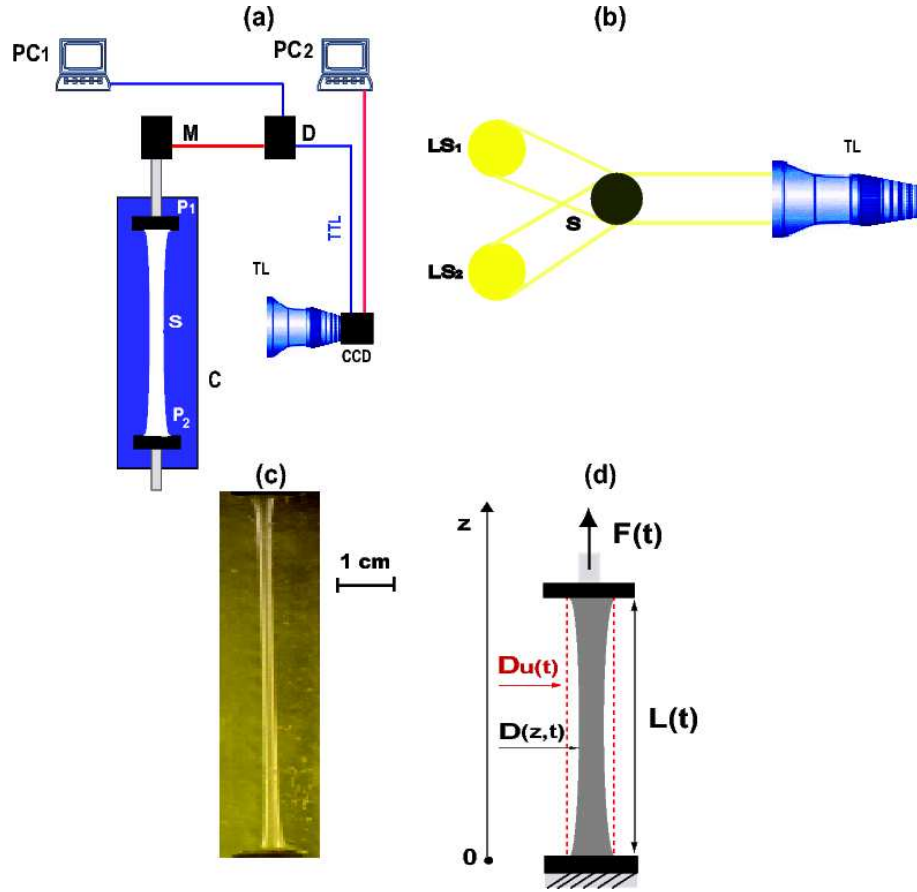 (a)
PC1
PC2
M
D
P1
TTL
TL
S
CCD
C
P2
(b)
LS1
TL
S
LS2
(c)
1 cm
(d)
z
F(t)
Du(t)
D(z,t)
L(t)
0